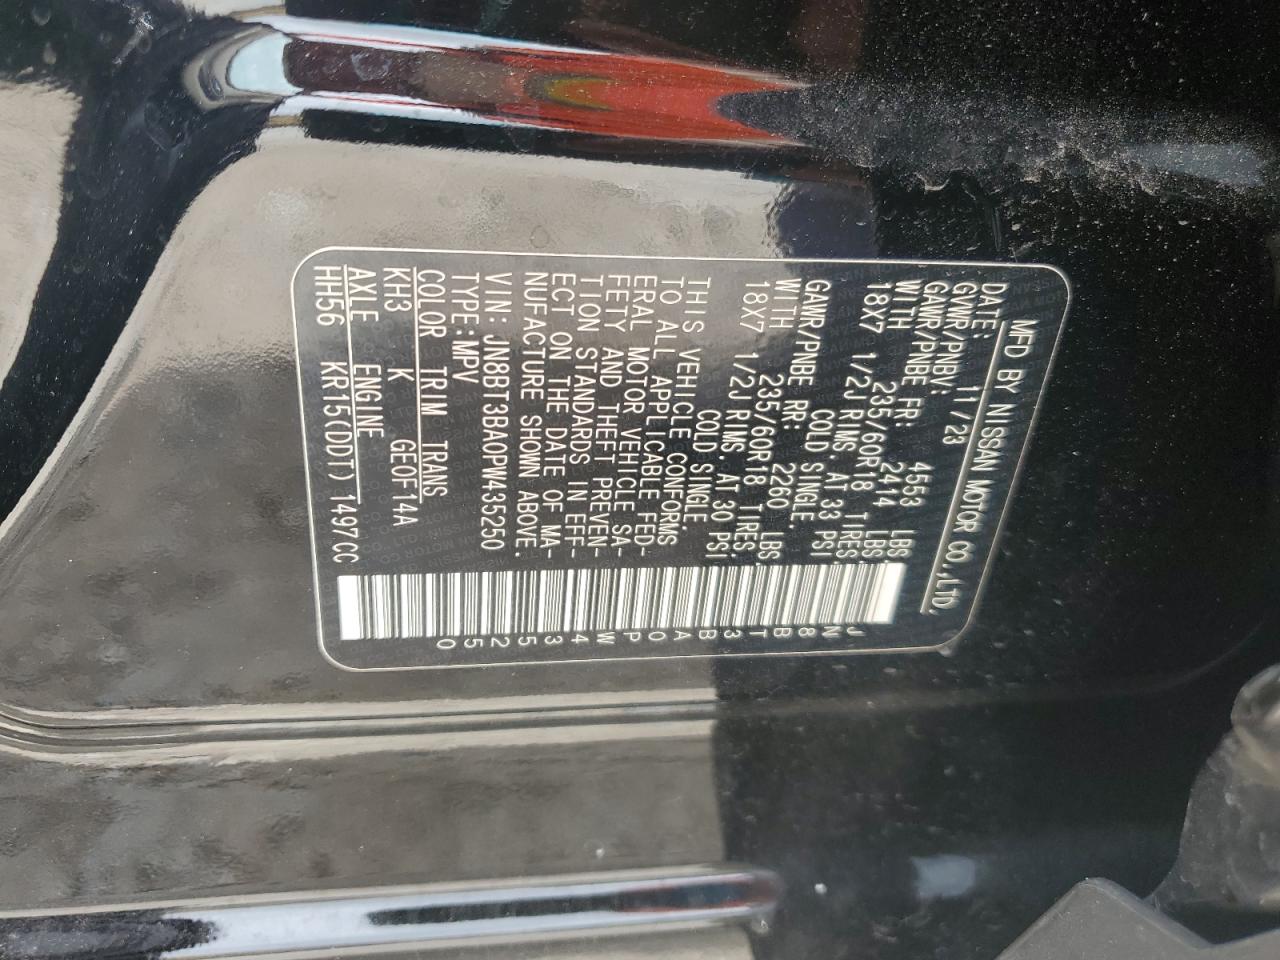 MFD BY NISSAN MOTOR CO.,LTD.
DATE: 11/23
GVWR/PNBV: 4553 LBS.
GAWR/PNBE FR: 2414 LBS.
WITH 235/60R18 TIRES.
18X7 1/2J RIMS. AT 33 PSI.
COLD SINGLE.
GAWR/PNBE RR: 2260 LBS.
WITH 235/60R18 TIRES.
18X7 1/2J RIMS. AT 30 PSI.
COLD SINGLE
THIS VEHICLE CONFORMS
TO ALL APPLICABLE FED-
ERAL MOTOR VEHICLE SA-
FETY AND THEFT PREVEN-
TION STANDARDS IN EFF-
ECT ON THE DATE OF MA-
NUFACTURE SHOWN ABOVE.
VIN: JN8BT3BA0PW435250
TYPE:MPV
COLOR TRIM TRANS
KH3 K GE0F14A
AXLE ENGINE
HH56 KR15(DDT) 1497CC
JN8BT3BA0PW435250